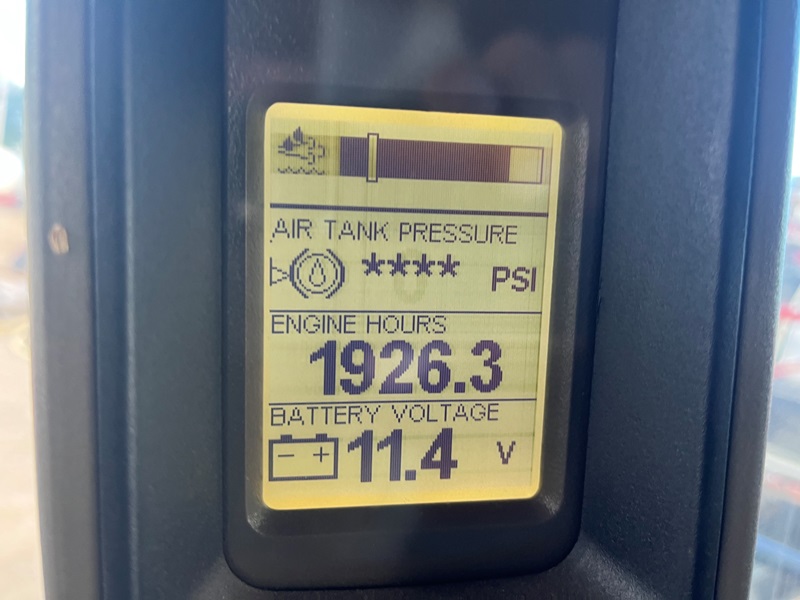 AIR TANK PRESSURE
**** PSI
ENGINE HOURS
1926.3
BATTERY VOLTAGE
- + 11.4 V